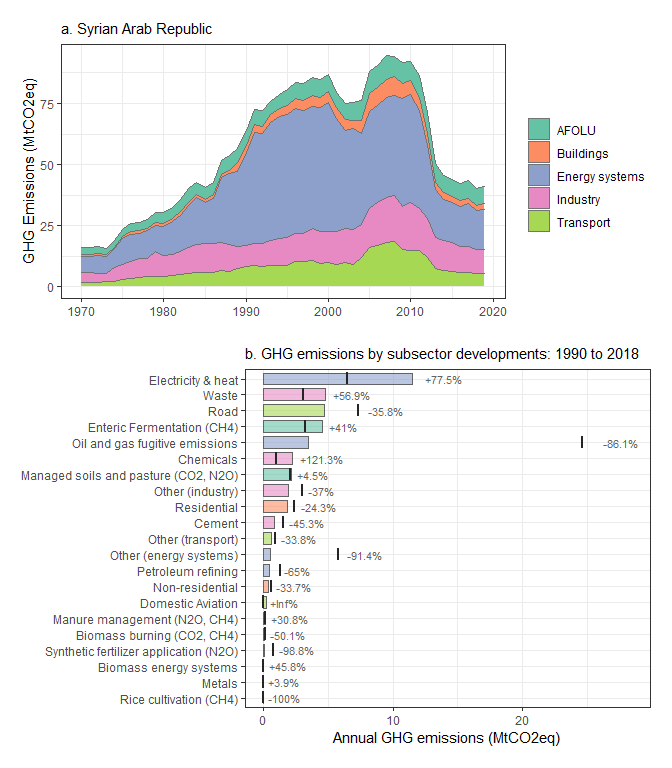 a. Syrian Arab Republic
GHG Emissions (MtCO2eq)
75
50
25
0
1970
1980
1990
2000
2010
2020
AFOLU
Buildings
Energy systems
Industry
Transport
b. GHG emissions by subsector developments: 1990 to 2018
Electricity & heat +77.5%
Waste +56.9%
Road -35.8%
Enteric Fermentation (CH4) +41%
Oil and gas fugitive emissions -86.1%
Chemicals +121.3%
Managed soils and pasture (CO2, N2O) +4.5%
Other (industry) -37%
Residential -24.3%
Cement -45.3%
Other (transport) -33.8%
Other (energy systems) -91.4%
Petroleum refining -65%
Non-residential -33.7%
Domestic Aviation +Inf%
Manure management (N2O, CH4) +30.8%
Biomass burning (CO2, CH4) -50.1%
Synthetic fertilizer application (N2O) -98.8%
Biomass energy systems +45.8%
Metals +3.9%
Rice cultivation (CH4) -100%
0
10
20
Annual GHG emissions (MtCO2eq)